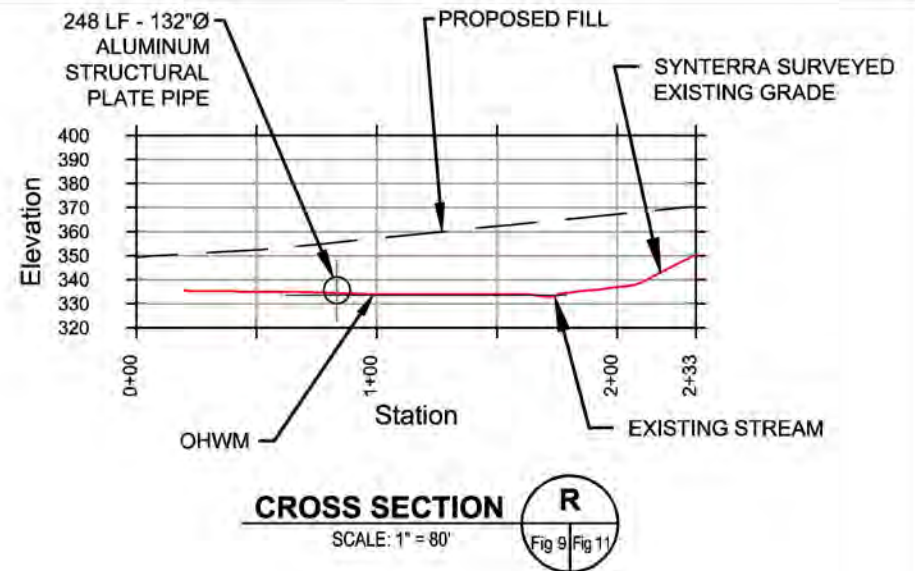 248 LF - 132"Ø
ALUMINUM
STRUCTURAL
PLATE PIPE
PROPOSED FILL
SYNTERRA SURVEYED
EXISTING GRADE
400
390
380
370
360
350
340
330
320
Elevation
0+00
1+00
2+00
2+33
Station
OHWM
EXISTING STREAM
CROSS SECTION
SCALE: 1" = 80'
R
Fig 9 Fig 11